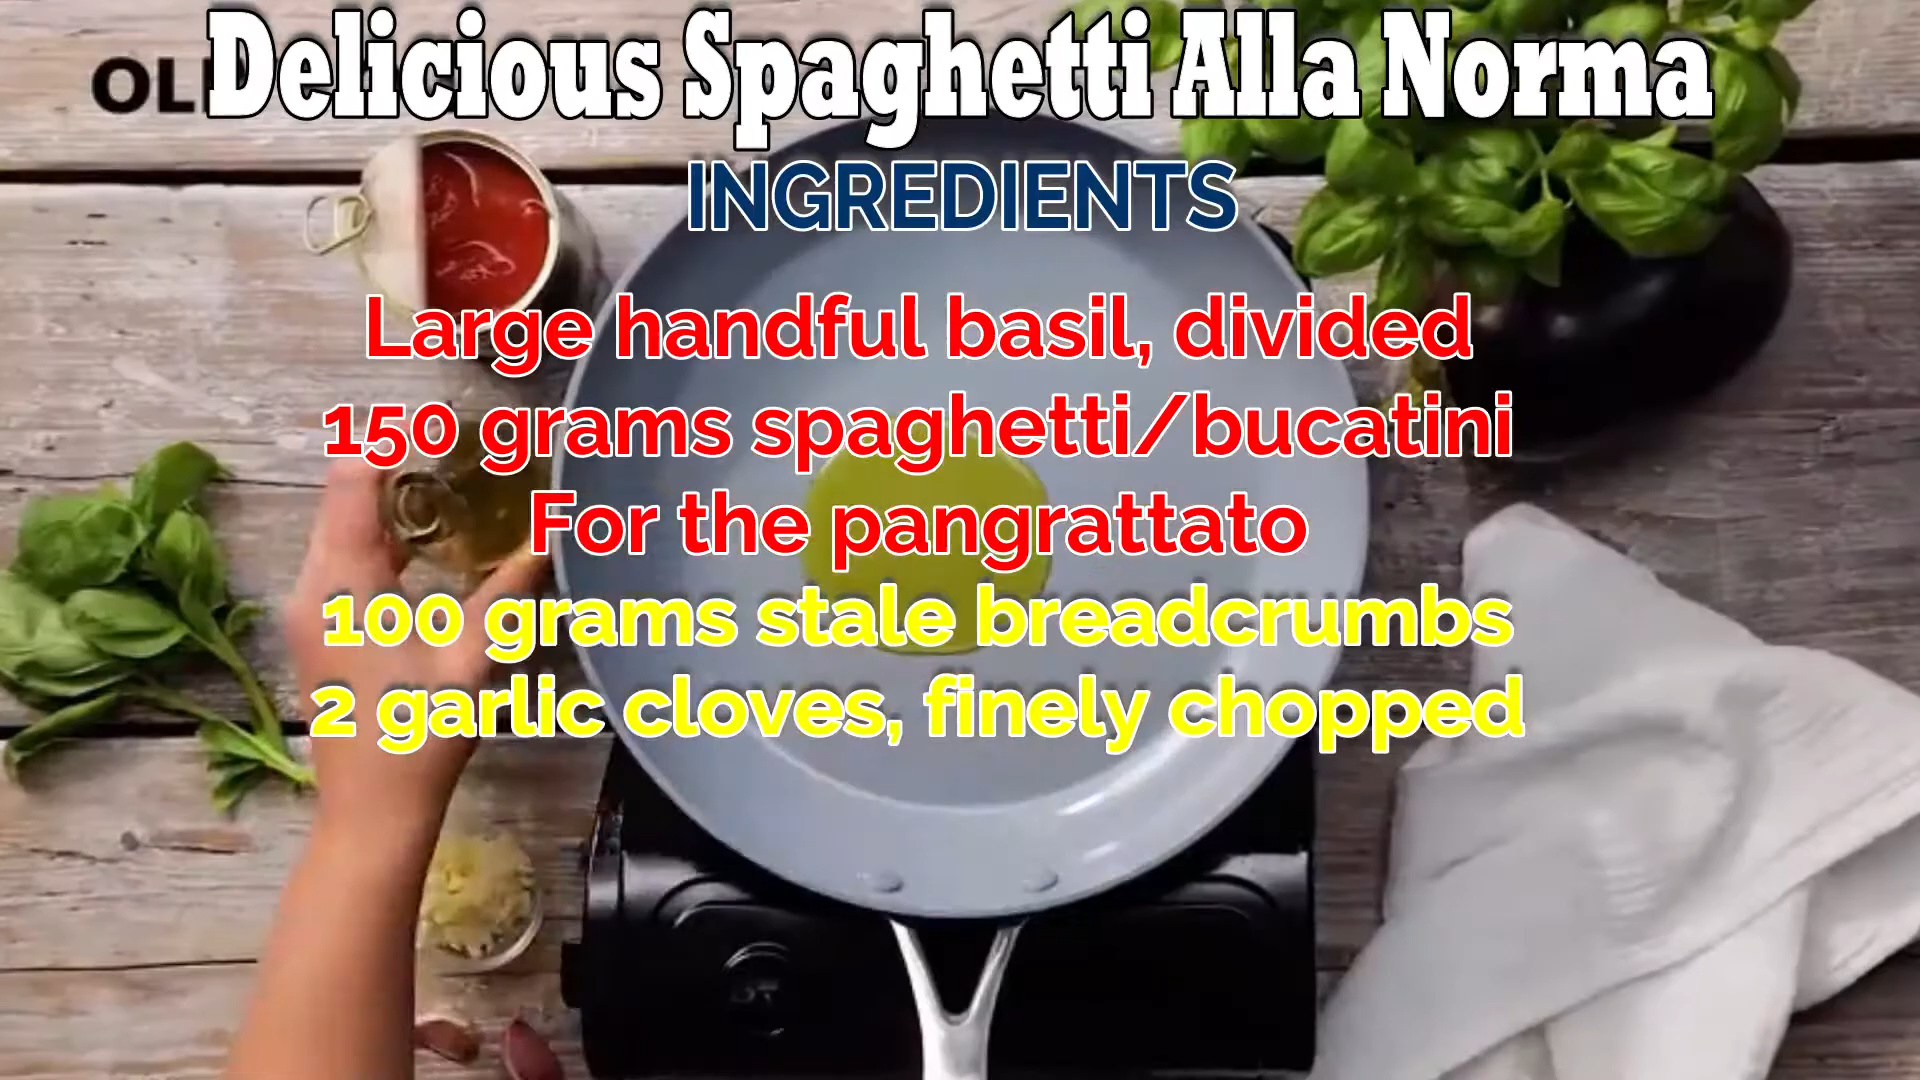 Delicious Spaghetti Alla Norma
INGREDIENTS
Large handful basil, divided
150 grams spaghetti/bucatini
For the pangrattato
100 grams stale breadcrumbs
2 garlic cloves, finely chopped